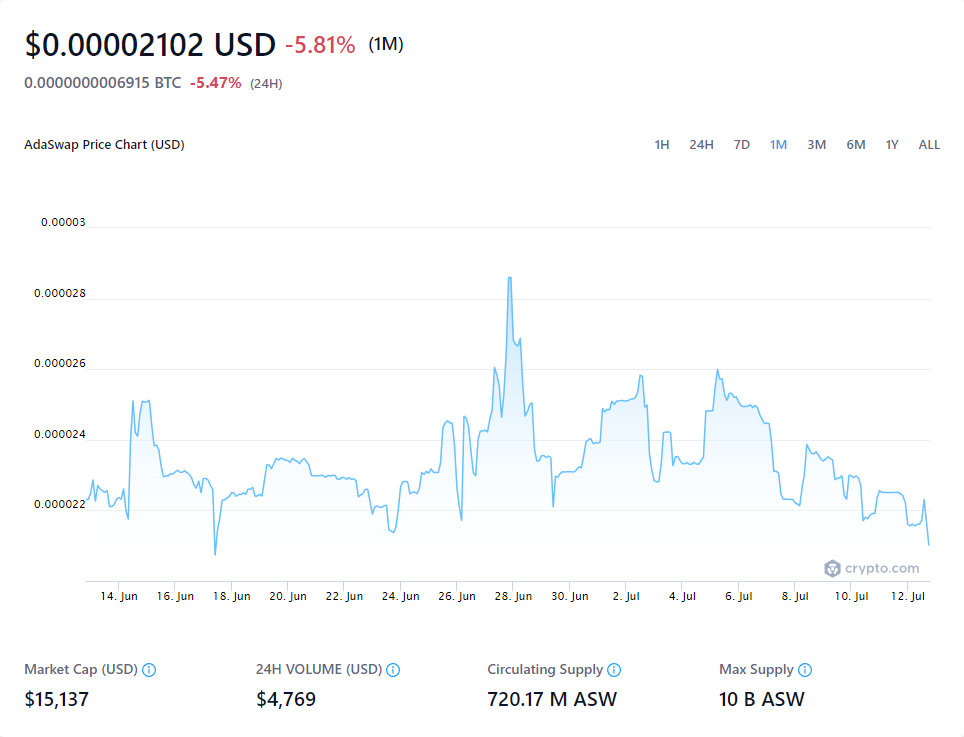 $0.00002102 USD -5.81% (1M)
0.0000000006915 BTC -5.47% (24H)
AdaSwap Price Chart (USD) 1H 24H 7D 1M 3M 6M 1Y ALL
0.00003
0.000028
0.000026
0.000024
0.000022
crypto.com
14. Jun 16. Jun 18. Jun 20. Jun 22. Jun 24. Jun 26. Jun 28. Jun 30. Jun 2. Jul 4. Jul 6. Jul 8. Jul 10. Jul 12. Jul
Market Cap (USD) 24H VOLUME (USD) Circulating Supply Max Supply
$15,137 $4,769 720.17 M ASW 10 B ASW